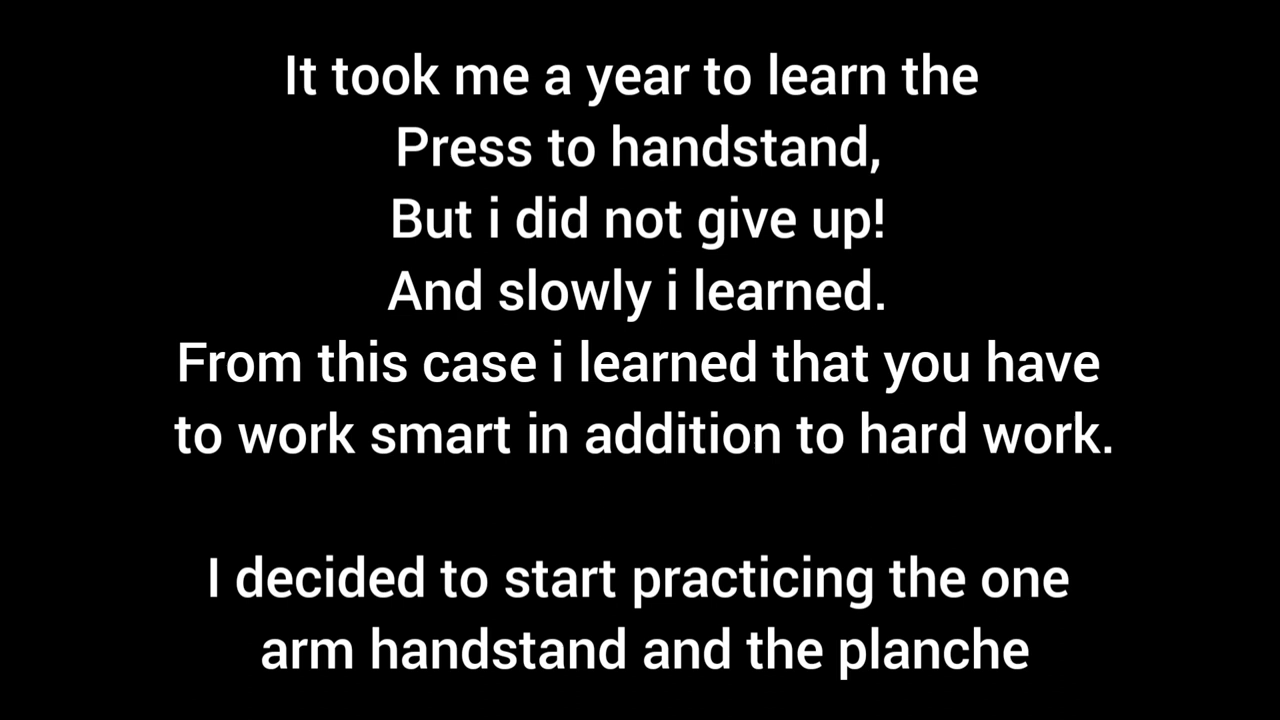 It took me a year to learn the
Press to handstand,
But i did not give up!
And slowly i learned.
From this case i learned that you have
to work smart in addition to hard work.
I decided to start practicing the one
arm handstand and the planche